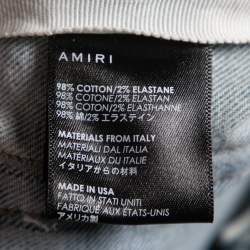 AMIRI
98% COTTON/2% ELASTANE
98% COTONE/2% ELASTAN
98% COTON/2% ELASTHANNE
98% 綿/2% エラステイン
MATERIALS FROM ITALY
MATERIALI DAL ITALIA
MATÉRIAUX DU ITALIE
イタリアからの材料
MADE IN USA
FATTO IN STATI UNITI
FABRIQUÉ AUX ÉTATS-UNIS
アメリカ製